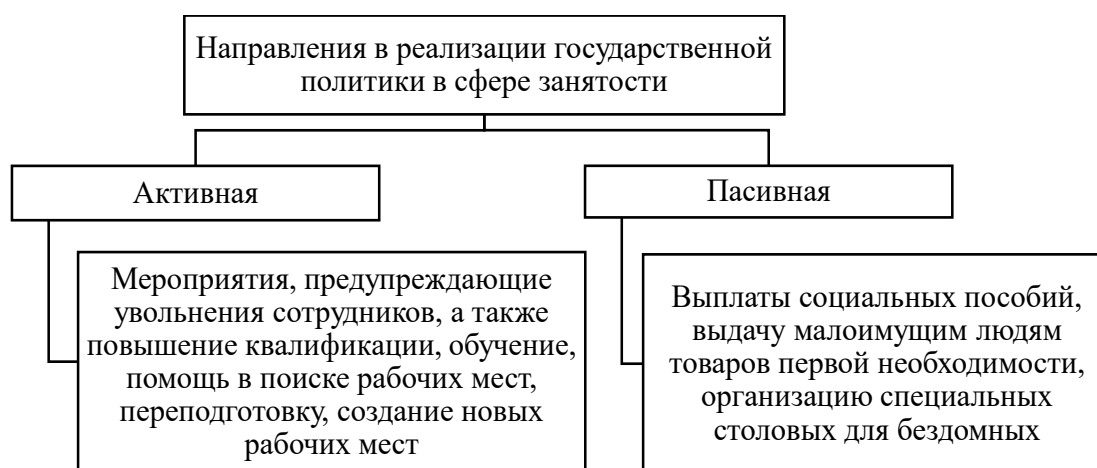 Направления в реализации государственной
политики в сфере занятости
Активная
Пасивная
Мероприятия, предупреждающие
увольнения сотрудников, а также
повышение квалификации, обучение,
помощь в поиске рабочих мест,
переподготовку, создание новых
рабочих мест
Выплаты социальных пособий,
выдачу малоимущим людям
товаров первой необходимости,
организацию специальных
столовых для бездомных